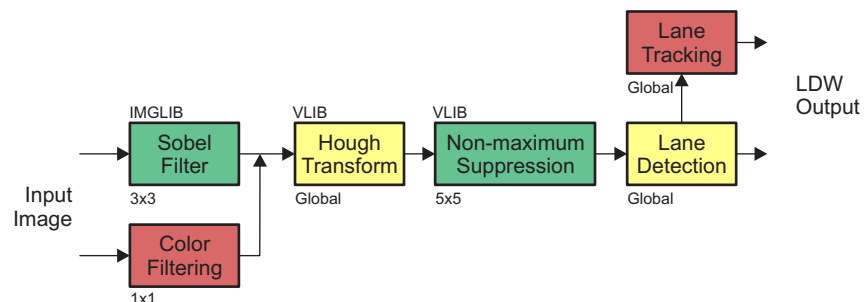 Input
Image
IMGLIB
Sobel
Filter
3x3
Color
Filtering
1x1
VLIB
Hough
Transform
Global
VLIB
Non-maximum
Suppression
5x5
Lane
Tracking
Global
Lane
Detection
Global
LDW
Output